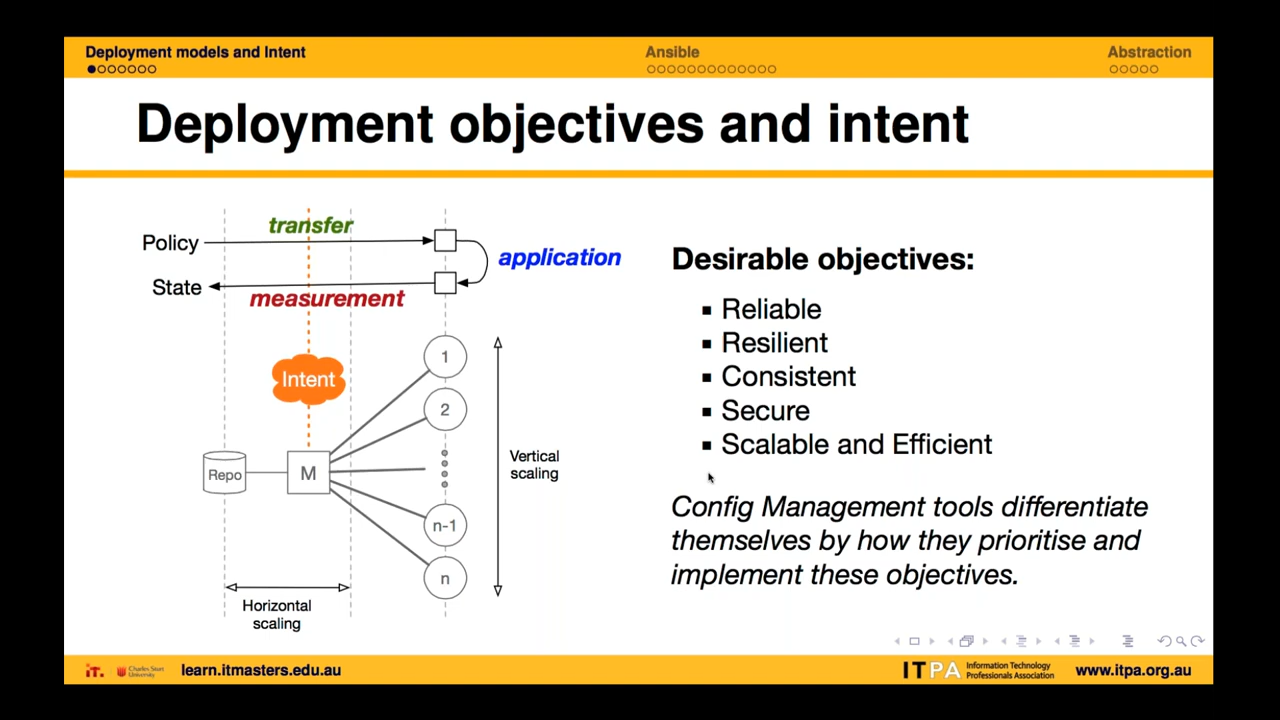 Deployment models and Intent
Ansible
Abstraction
Deployment objectives and intent
transfer
Policy
application
State
measurement
Intent
1
2
Repo
M
n-1
n
Vertical
scaling
Horizontal
scaling
Desirable objectives:
Reliable
Resilient
Consistent
Secure
Scalable and Efficient
Config Management tools differentiate
themselves by how they prioritise and
implement these objectives.
iT.
Charles Sturt
University
learn.itmasters.edu.au
ITPA
Information Technology
Professionals Association
www.itpa.org.au